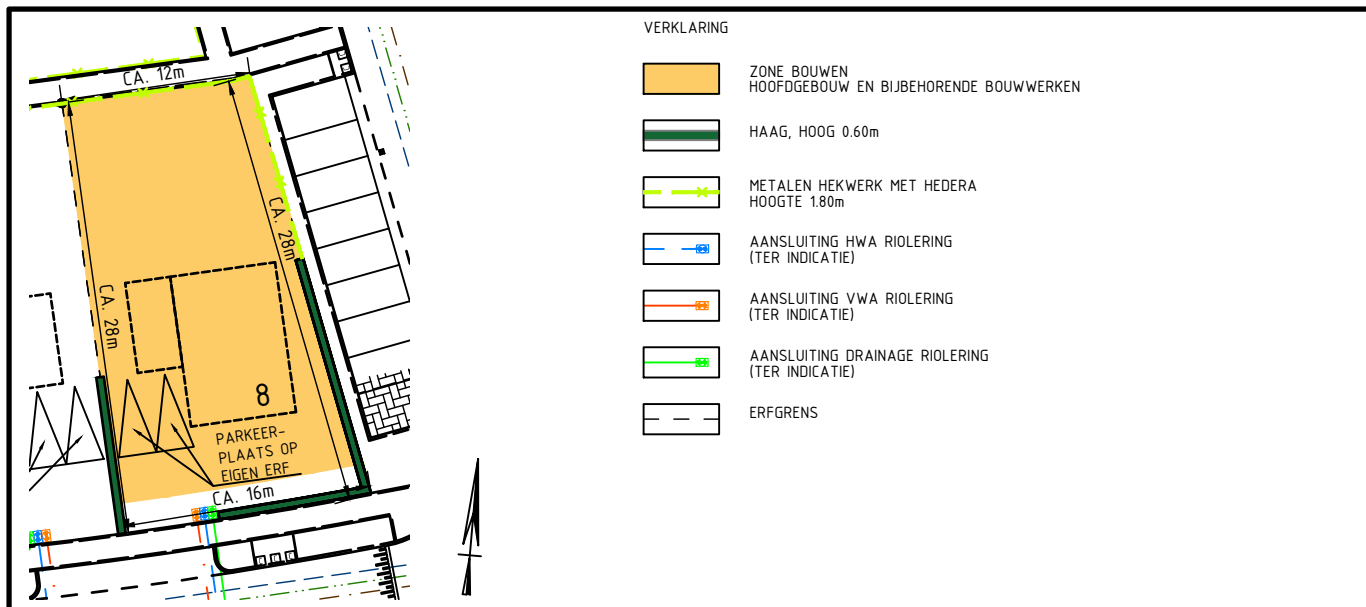 CA. 12m
CA. 28m
CA. 28m
8
PARKEER-
PLAATS OP
EIGEN ERF
CA. 16m
VERKLARING
ZONE BOUWEN
HOOFDGEBOUW EN BIJBEHORENDE BOUWWERKEN
HAAG, HOOG 0.60m
METALEN HEKWERK MET HEDERA
HOOGTE 1.80m
AANSLUITING HWA RIOLERING
(TER INDICATIE)
AANSLUITING VWA RIOLERING
(TER INDICATIE)
AANSLUITING DRAINAGE RIOLERING
(TER INDICATIE)
ERFGRENS